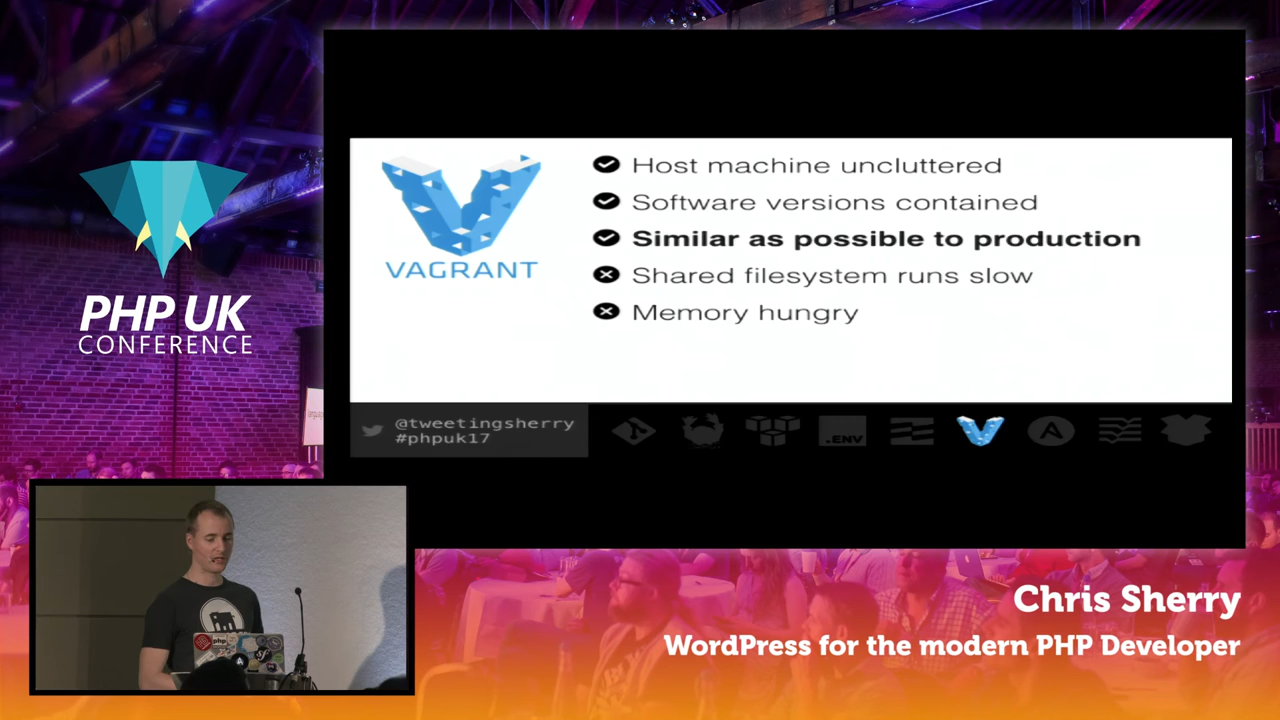 PHP UK
CONFERENCE
VAGRANT
Host machine uncluttered
Software versions contained
Similar as possible to production
Shared filesystem runs slow
Memory hungry
@tweetingsherry
#phpuk17
.ENV
A
php
Chris Sherry
WordPress for the modern PHP Developer